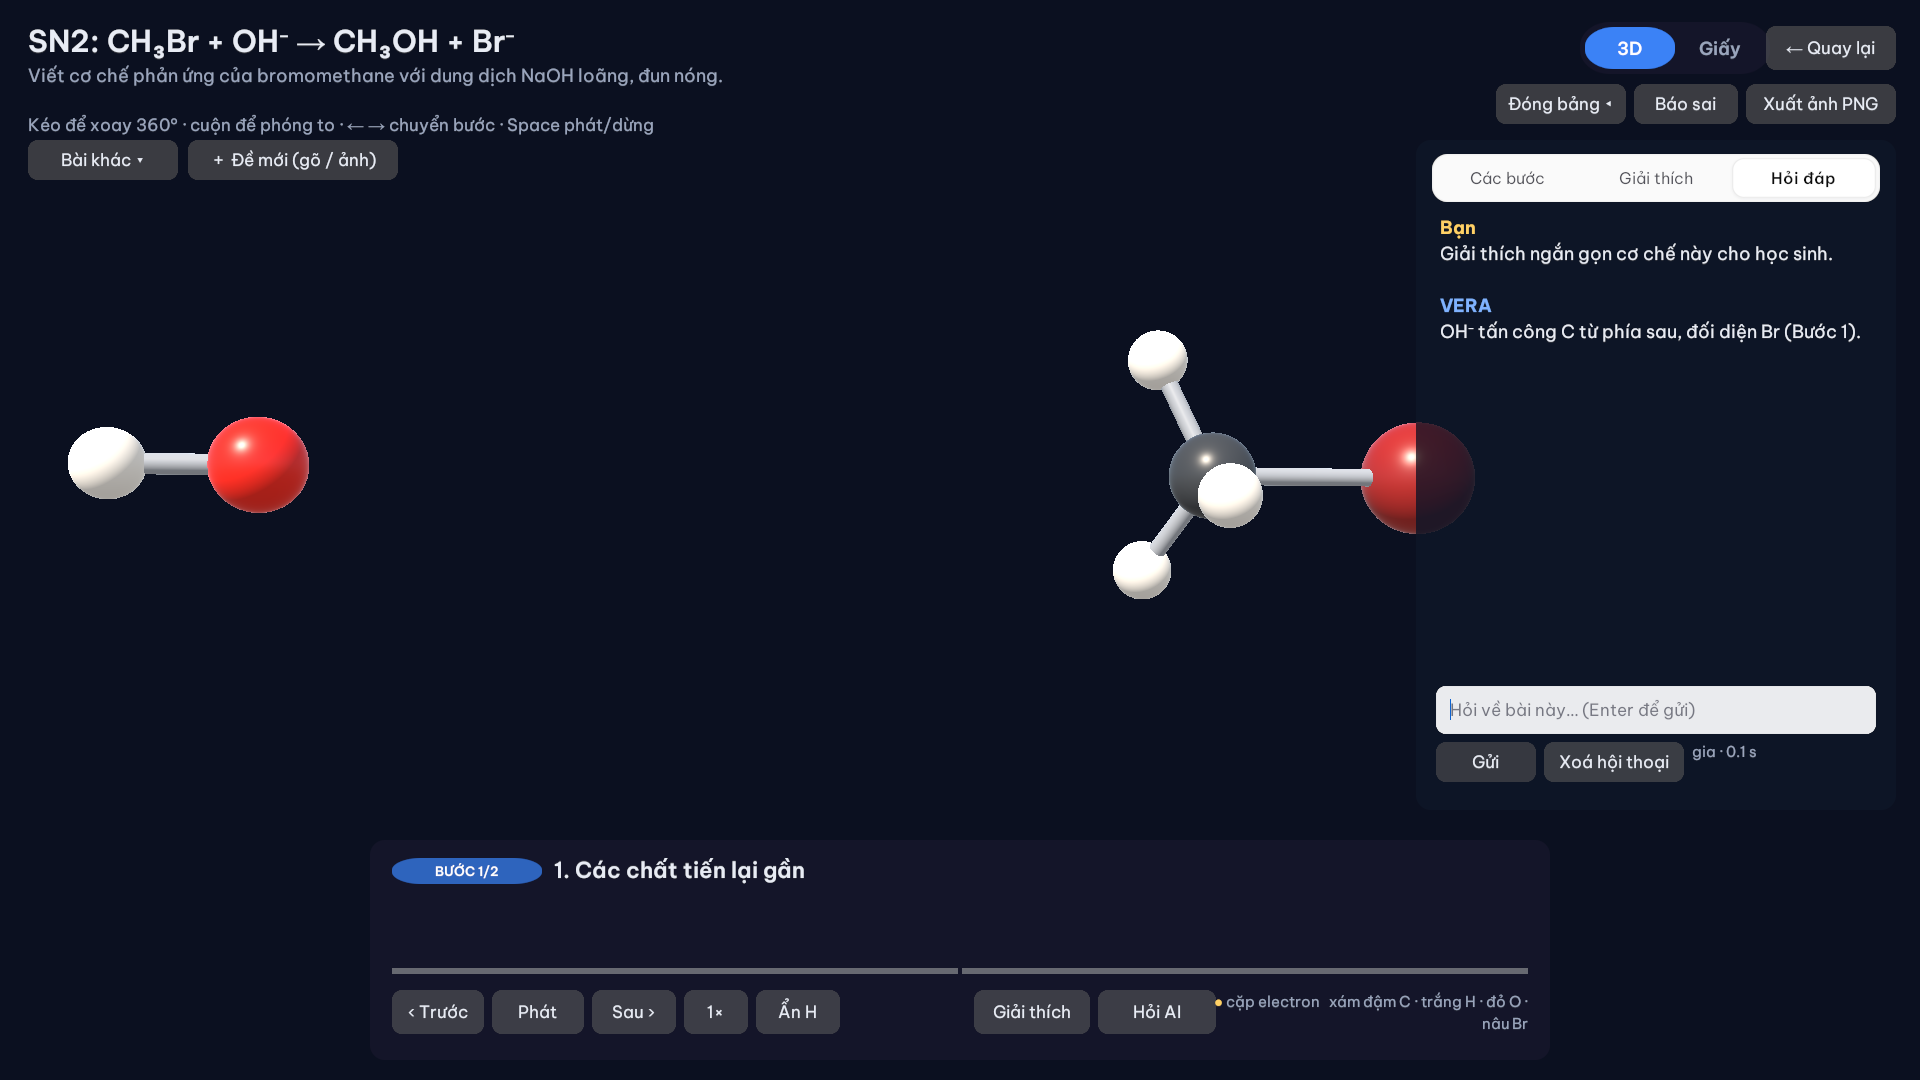 SN2: CH₃Br + OH⁻ → CH₃OH + Br⁻
Viết cơ chế phản ứng của bromomethane với dung dịch NaOH loãng, đun nóng.
Kéo để xoay 360° · cuộn để phóng to · ← → chuyển bước · Space phát/dừng
Bài khác ▾
+ Đề mới (gõ / ảnh)
3D
Giấy
← Quay lại
Đóng bảng ◂
Báo sai
Xuất ảnh PNG
Các bước
Giải thích
Hỏi đáp
Bạn
Giải thích ngắn gọn cơ chế này cho học sinh.
VERA
OH⁻ tấn công C từ phía sau, đối diện Br (Bước 1).
Hỏi về bài này... (Enter để gửi)
Gửi
Xoá hội thoại
gia · 0.1 s
BƯỚC 1/2
1. Các chất tiến lại gần
‹ Trước
Phát
Sau ›
1×
Ẩn H
Giải thích
Hỏi AI
● cặp electron xám đậm C · trắng H · đỏ O ·
nâu Br